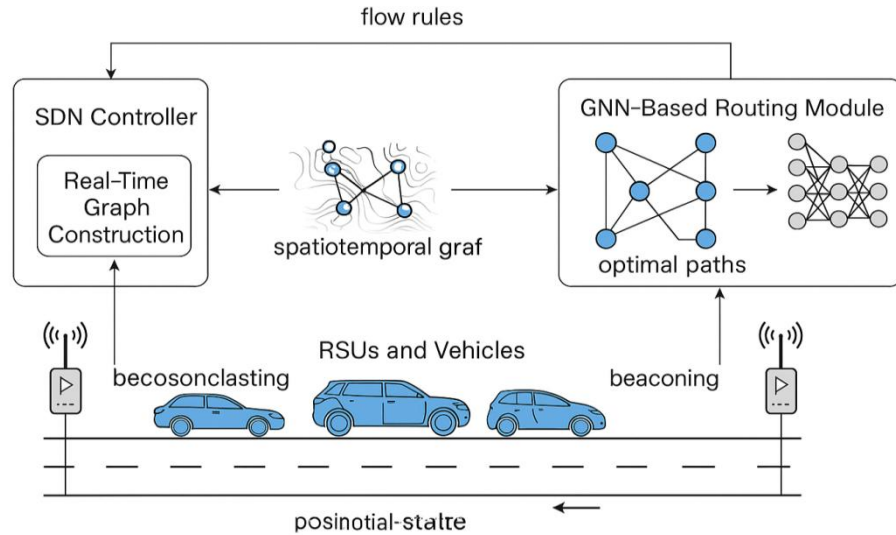 flow rules
SDN Controller
Real-Time
Graph
Construction
spatiotemporal graf
GNN-Based Routing Module
optimal paths
RSUs and Vehicles
becosonclasting
beaconing
posinotial-stalre